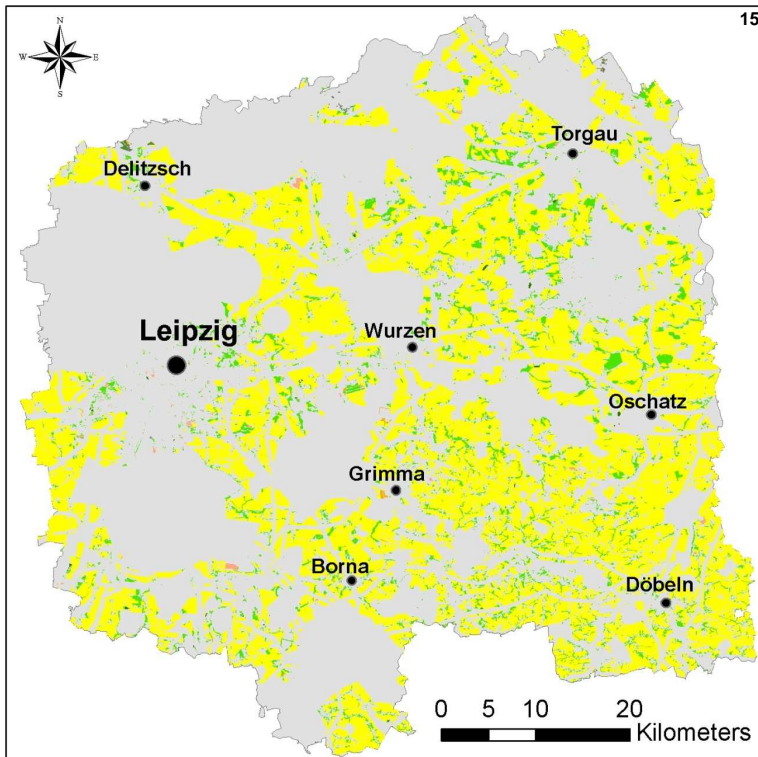 15
N
W E
S
Torgau
Delitzsch
Leipzig
Wurzen
Oschatz
Grimma
Borna
Döbeln
0 5 10 20
Kilometers